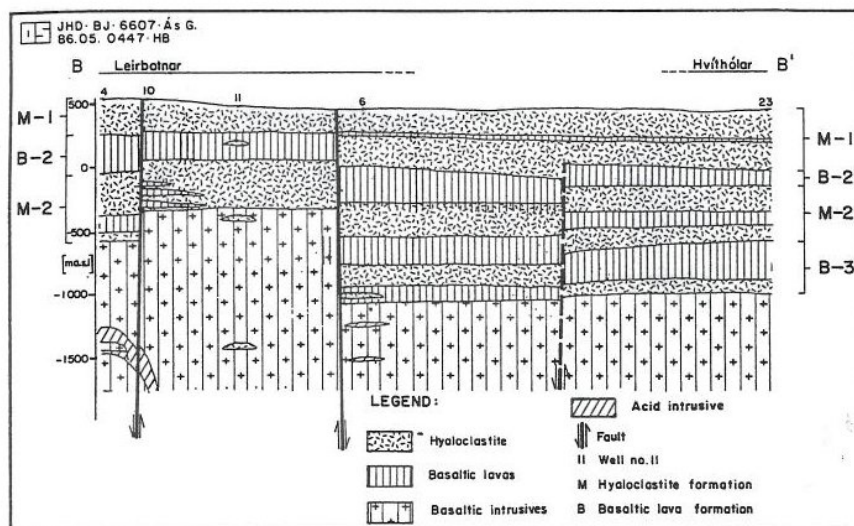 JHD·BJ·6607·Ás G.
86.05. 0447·HB
B Leirbotnar Hvíthólar B'
4 10 11 6 23
500
M-1 M-1
B-2
0
B-2
M-2
M-2
-500
[m a.s.l]
B-3
-1000
-1500
LEGEND:
Hyaloclastite
Basaltic lavas
Basaltic intrusives
Acid intrusive
Fault
11 Well no. 11
M Hyaloclastite formation
B Basaltic lava formation